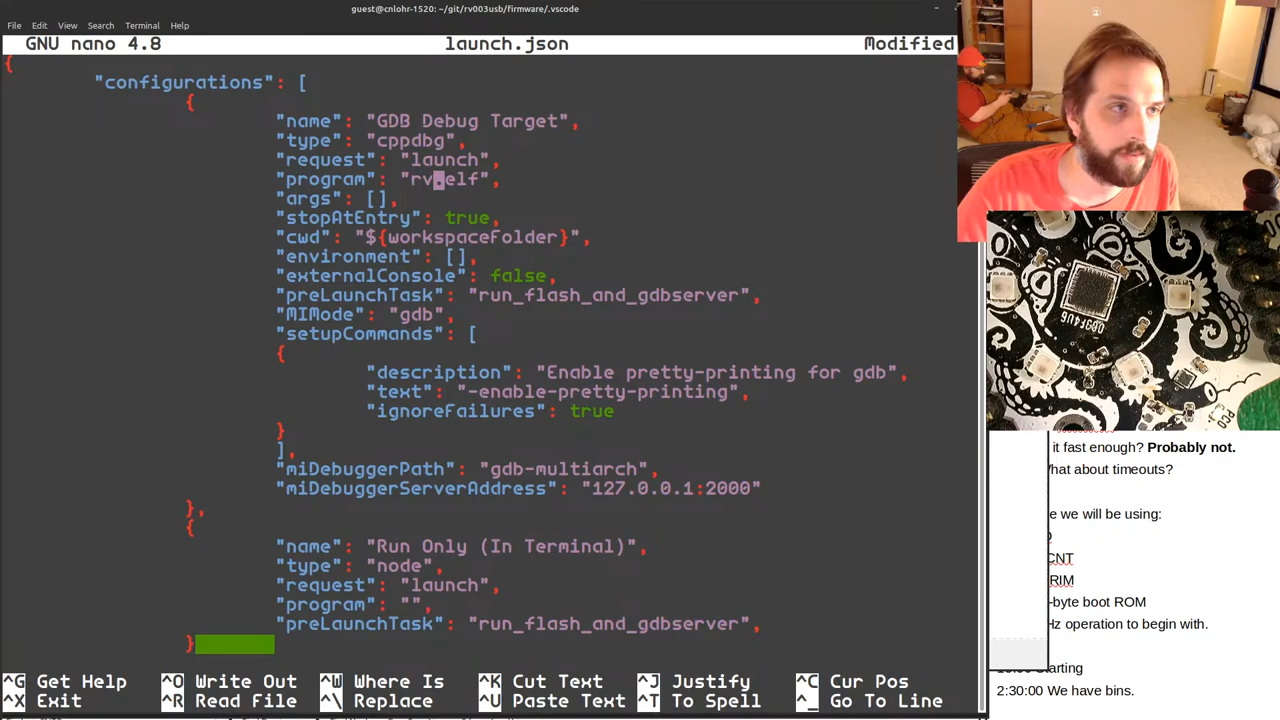 guest@cnlohr-1520: ~/git/rv003usb/firmware/.vscode
File Edit View Search Terminal Help
GNU nano 4.8 launch.json Modified
{
"configurations": [
{
"name": "GDB Debug Target",
"type": "cppdbg",
"request": "launch",
"program": "rv.elf",
"args": [],
"stopAtEntry": true,
"cwd": "${workspaceFolder}",
"environment": [],
"externalConsole": false,
"preLaunchTask": "run_flash_and_gdbserver",
"MIMode": "gdb",
"setupCommands": [
{
"description": "Enable pretty-printing for gdb",
"text": "-enable-pretty-printing",
"ignoreFailures": true
}
],
"miDebuggerPath": "gdb-multiarch",
"miDebuggerServerAddress": "127.0.0.1:2000"
},
{
"name": "Run Only (In Terminal)",
"type": "node",
"request": "launch",
"program": "",
"preLaunchTask": "run_flash_and_gdbserver",
}
^G Get Help ^O Write Out ^W Where Is ^K Cut Text ^J Justify ^C Cur Pos
^X Exit ^R Read File ^\ Replace ^U Paste Text ^T To Spell ^_ Go To Line
it fast enough? Probably not.
hat about timeouts?
e we will be using:
CNT
RIM
-byte boot ROM
Hz operation to begin with.
Starting
2:30:00 We have bins.